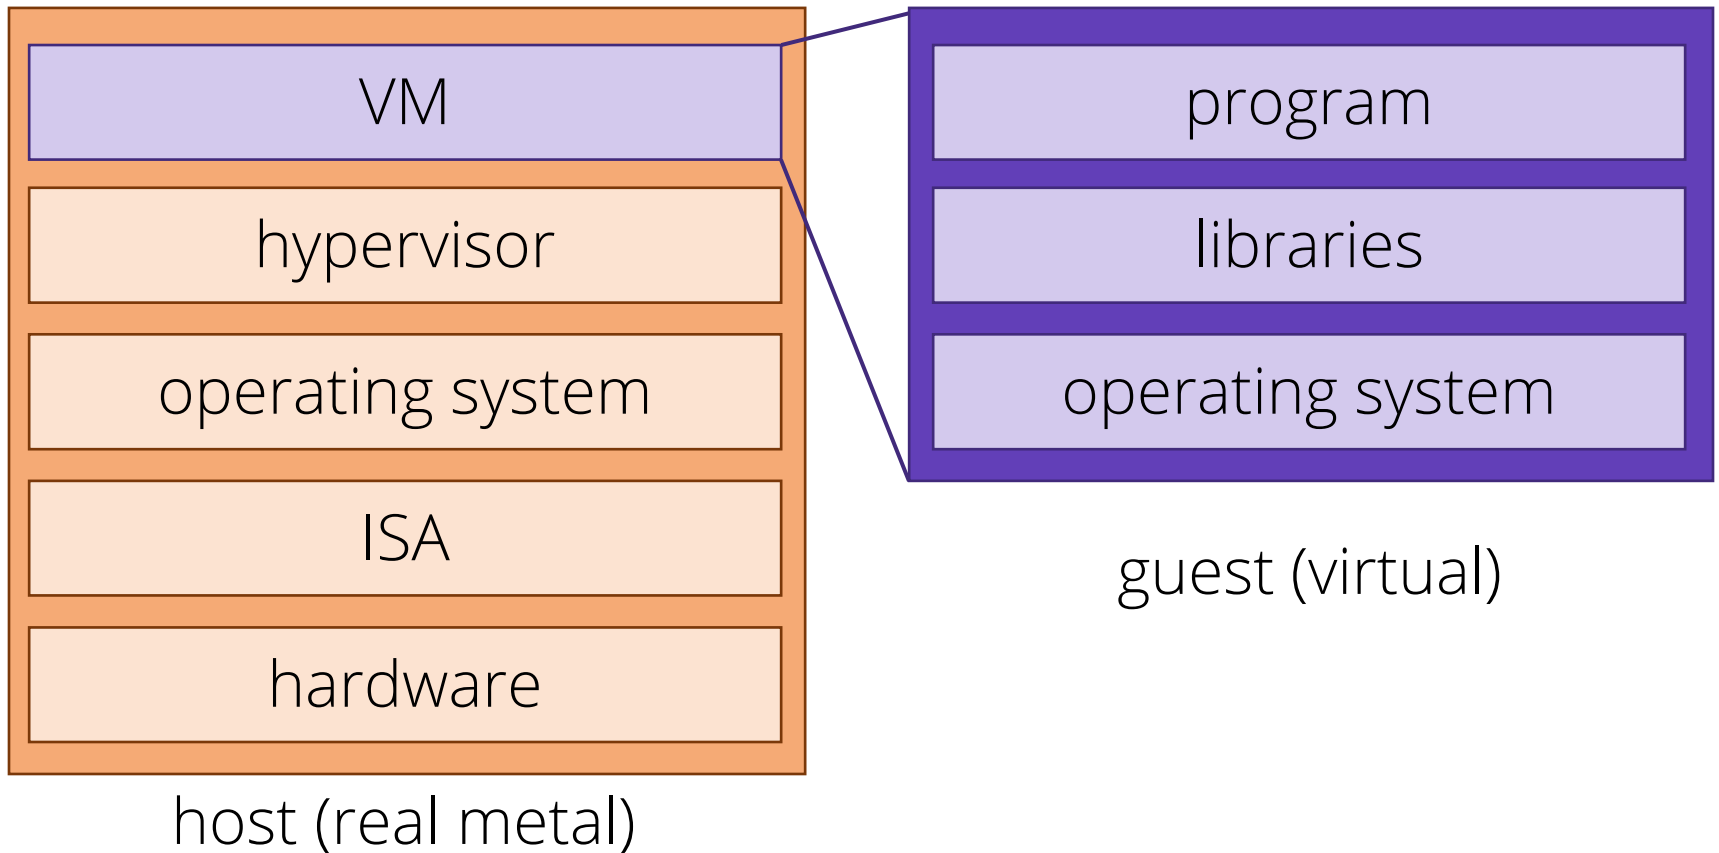 VM
hypervisor
operating system
ISA
hardware
host (real metal)
program
libraries
operating system
guest (virtual)